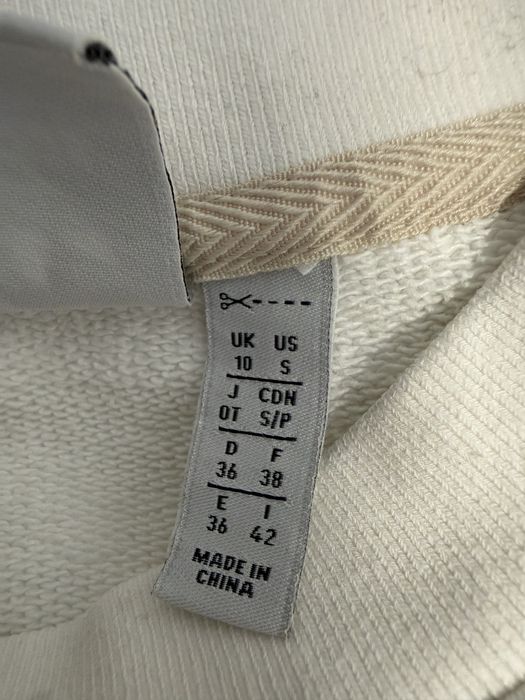 UK US
10 S
J CDN
OT S/P
D F
36 38
E I
36 42
MADE IN
CHINA